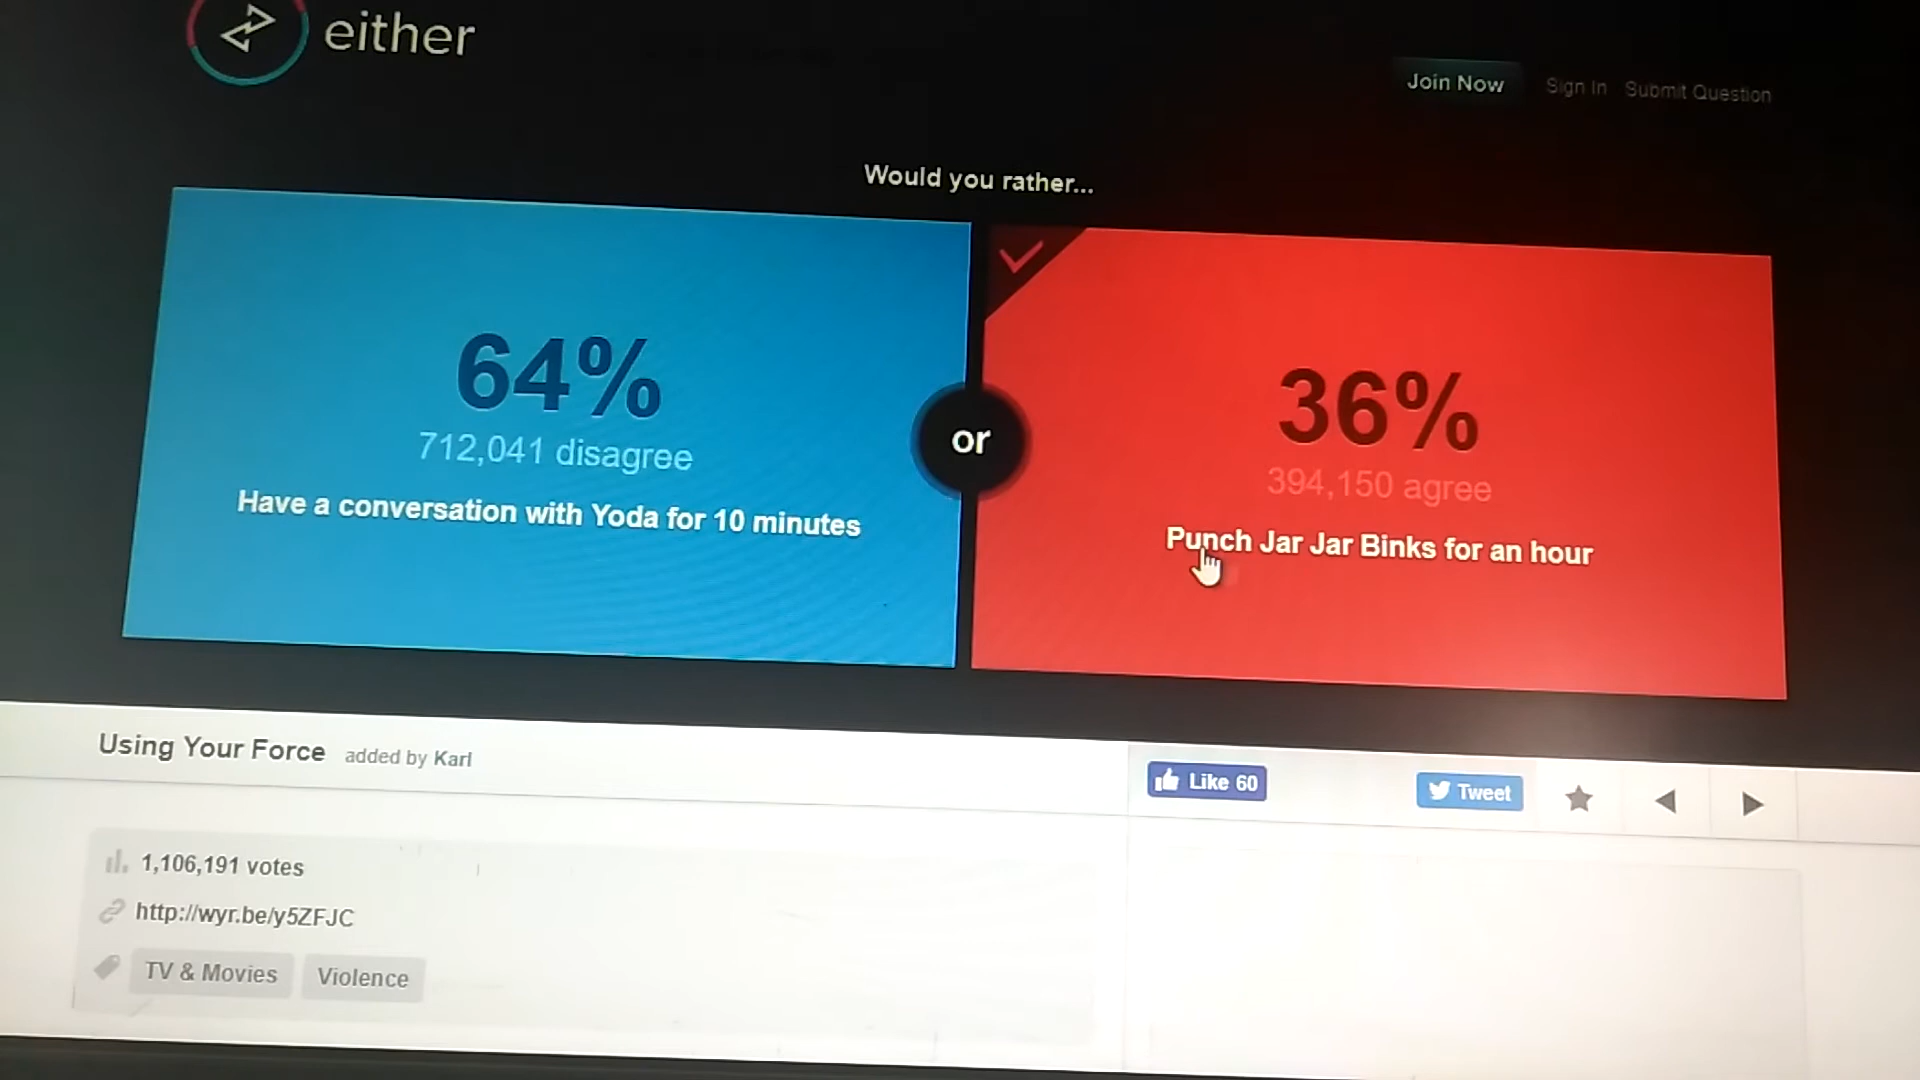 either
Join Now
Sign In
Submit Question
Would you rather...
64%
712,041 disagree
Have a conversation with Yoda for 10 minutes
or
36%
394,150 agree
Punch Jar Jar Binks for an hour
Using Your Force added by Karl
Like 60
Tweet
1,106,191 votes
http://wyr.be/y5ZFJC
TV & Movies
Violence